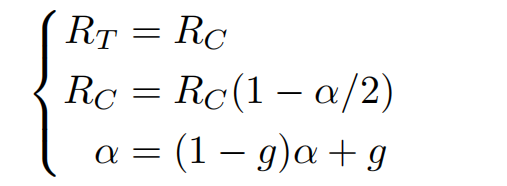 R_T = R_C
R_C = R_C(1 − α/2)
α = (1 − g)α + g